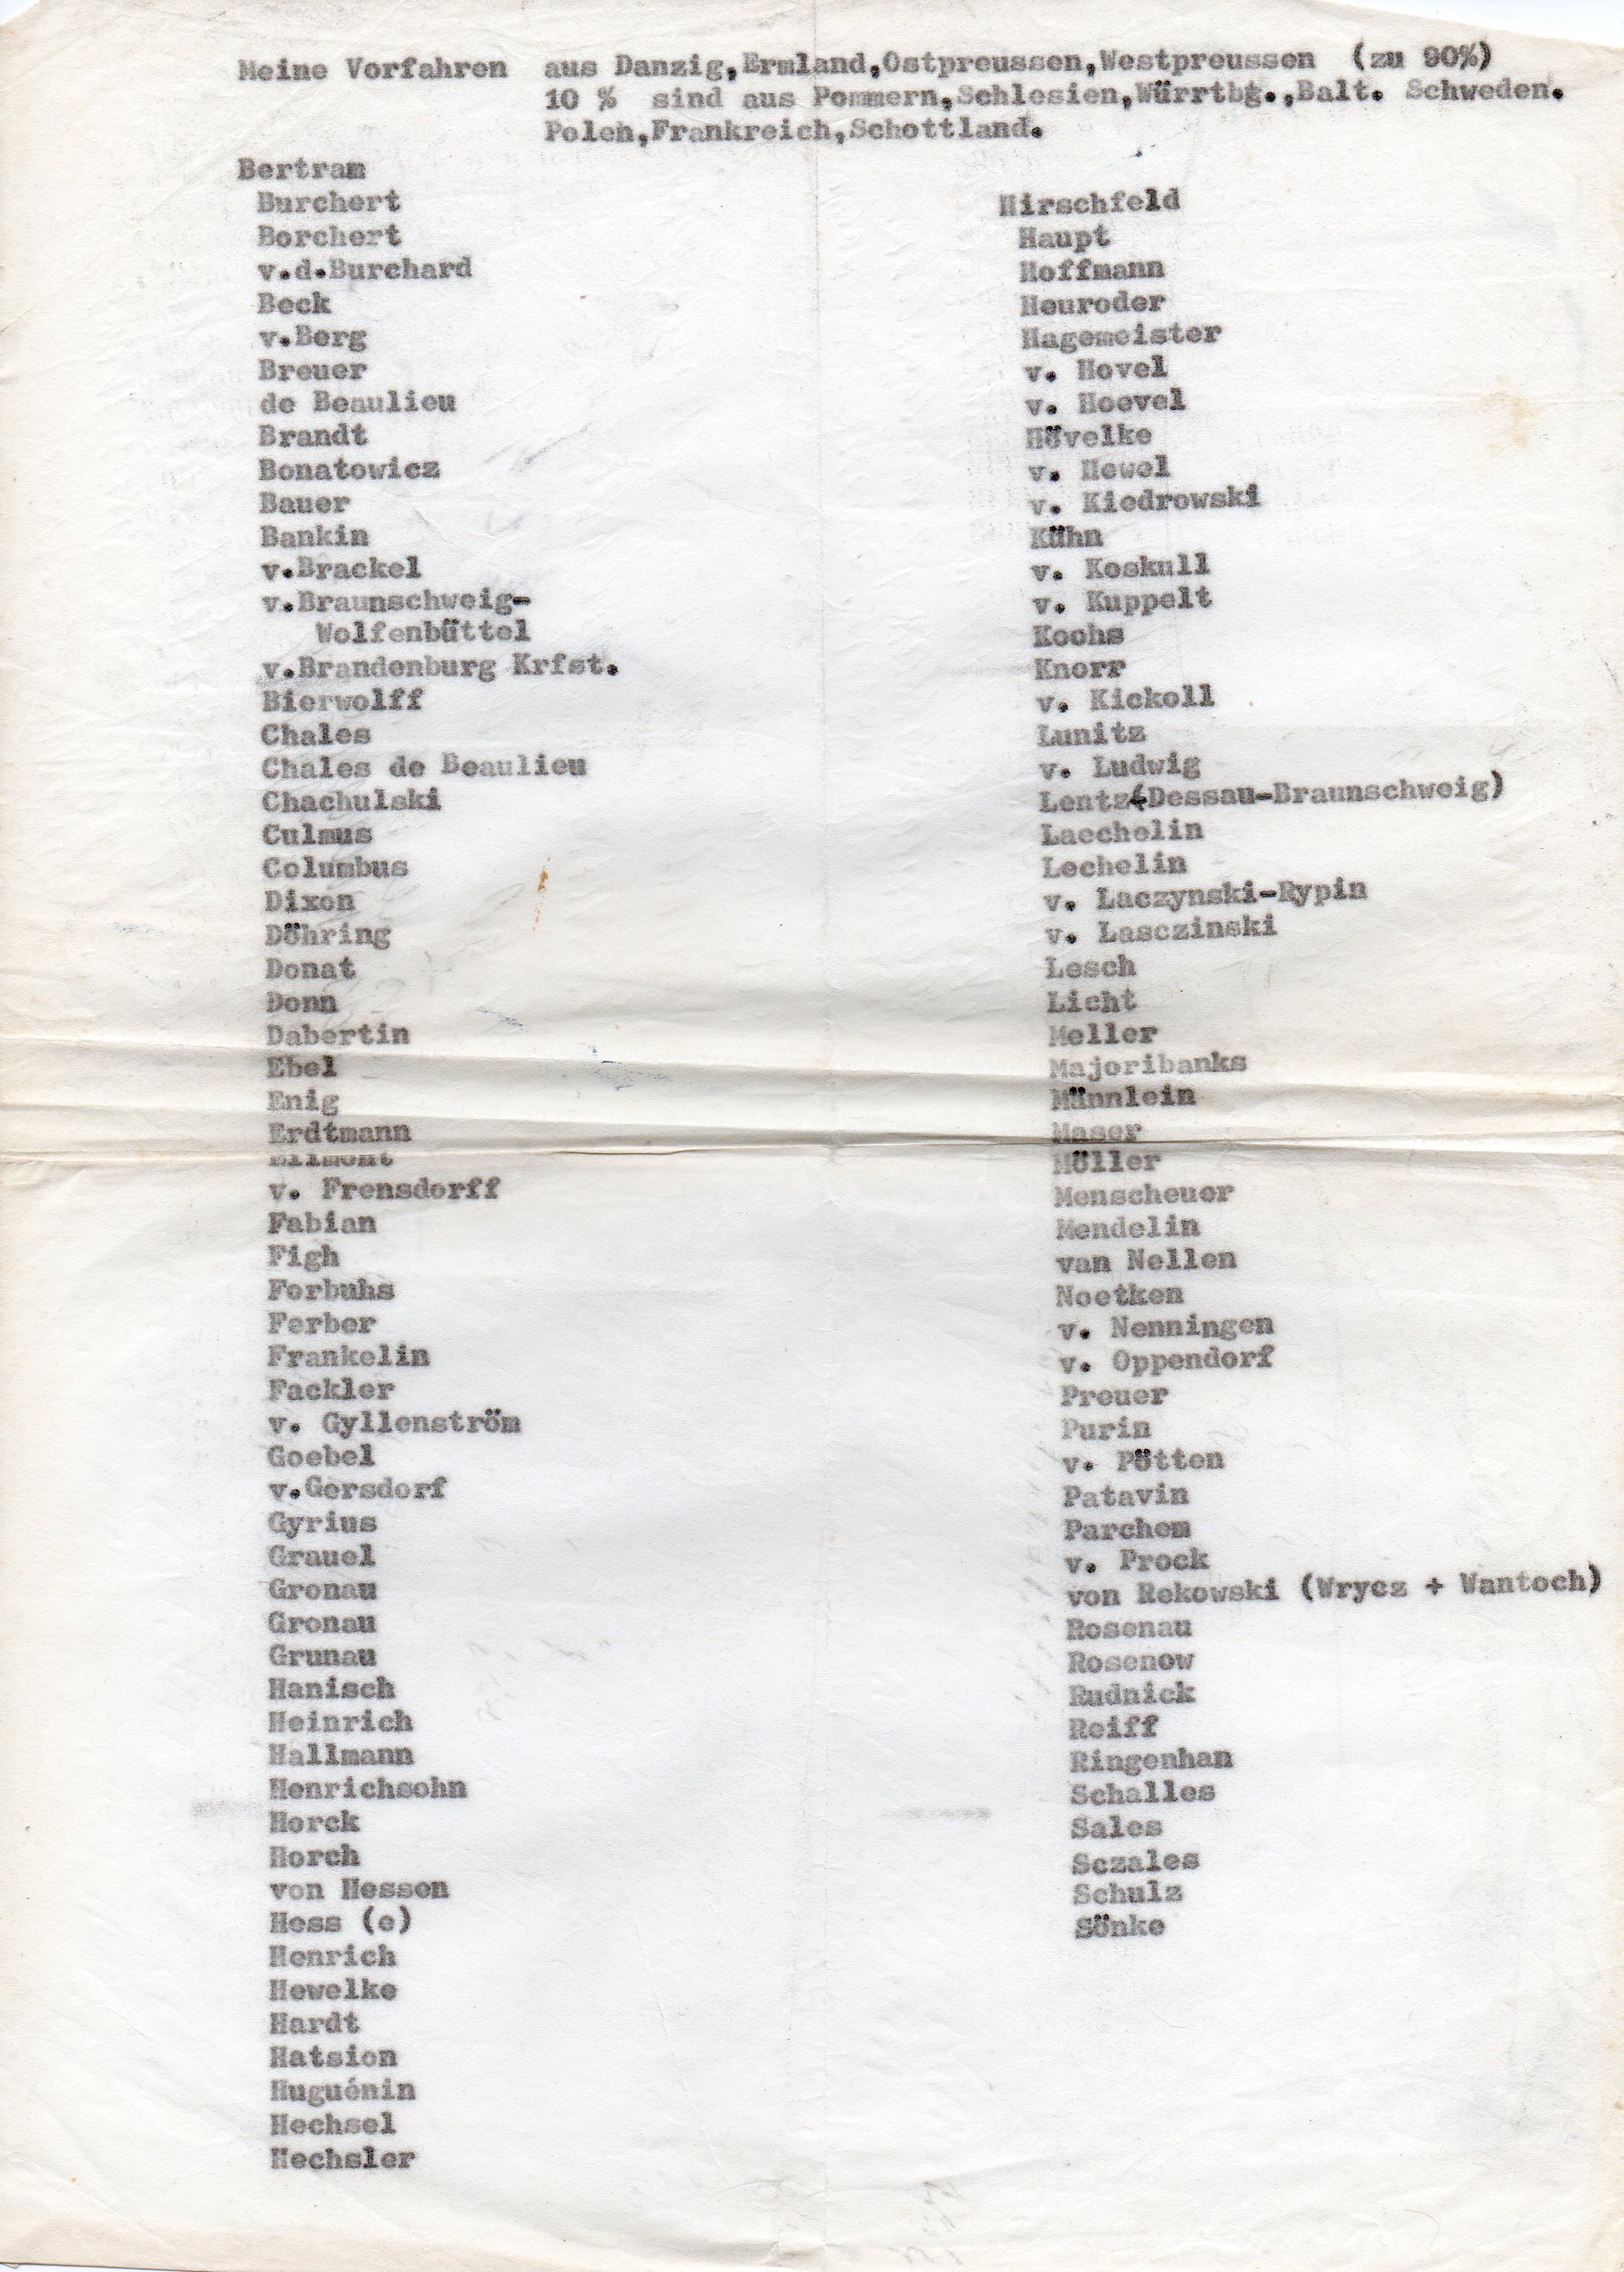 Meine Vorfahren aus Danzig,Ermland,Ostpreussen,Westpreussen (zu 90%)
10 % sind aus Pommern,Schlesien,Würrtbg.,Balt. Schweden.
Polen,Frankreich,Schottland.
Bertram
Burchert
Borchert
v.d.Burchard
Beck
v.Berg
Breuer
de Beaulieu
Brandt
Bonatowicz
Bauer
Bankin
v.Brackel
v.Braunschweig-
Wolfenbüttel
v.Brandenburg Krfst.
Bierwolff
Chales
Chales de Beaulieu
Chachulski
Culmus
Columbus
Dixon
Döhring
Donat
Donn
Dabertin
Ebel
Enig
Erdtmann
v. Frensdorff
Fabian
Figh
Forbuhs
Ferber
Frankelin
Fackler
v. Gyllenström
Goebel
v.Gersdorf
Gyrius
Grauel
Gronau
Gronau
Grunau
Hanisch
Heinrich
Hallmann
Henrichsohn
Horck
Horch
von Hessen
Hess (e)
Henrich
Hewelke
Hardt
Hatsion
Huguénin
Hechsel
Hechsler
Hirschfeld
Haupt
Hoffmann
Heuroder
Hagemeister
v. Hovel
v. Hoevel
Hövelke
v. Hewel
v. Kiedrowski
Kühn
v. Koskull
v. Kuppelt
Kochs
Knorr
v. Kickoll
Lunitz
v. Ludwig
Lentz(Dessau-Braunschweig)
Laechelin
Lechelin
v. Laczynski-Rypin
v. Lasczinski
Lesch
Licht
Meller
Majoribanks
Männlein
Maser
Möller
Menscheuer
Mendelin
van Nellen
Noetken
v. Nenningen
v. Oppendorf
Preuer
Purin
v. Pötten
Patavin
Parchem
v. Prock
von Rekowski (Wrycz + Wantoch)
Rosenau
Rosenow
Rudnick
Reiff
Ringenhan
Schalles
Sales
Sczales
Schulz
Sönke